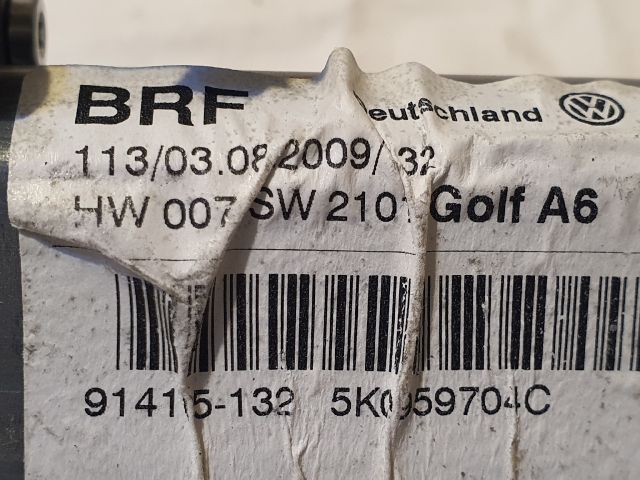 BRF Deutschland
113/03.08.2009/ 32
HW 007 SW 2101 Golf A6
91415-132 5K0959704C